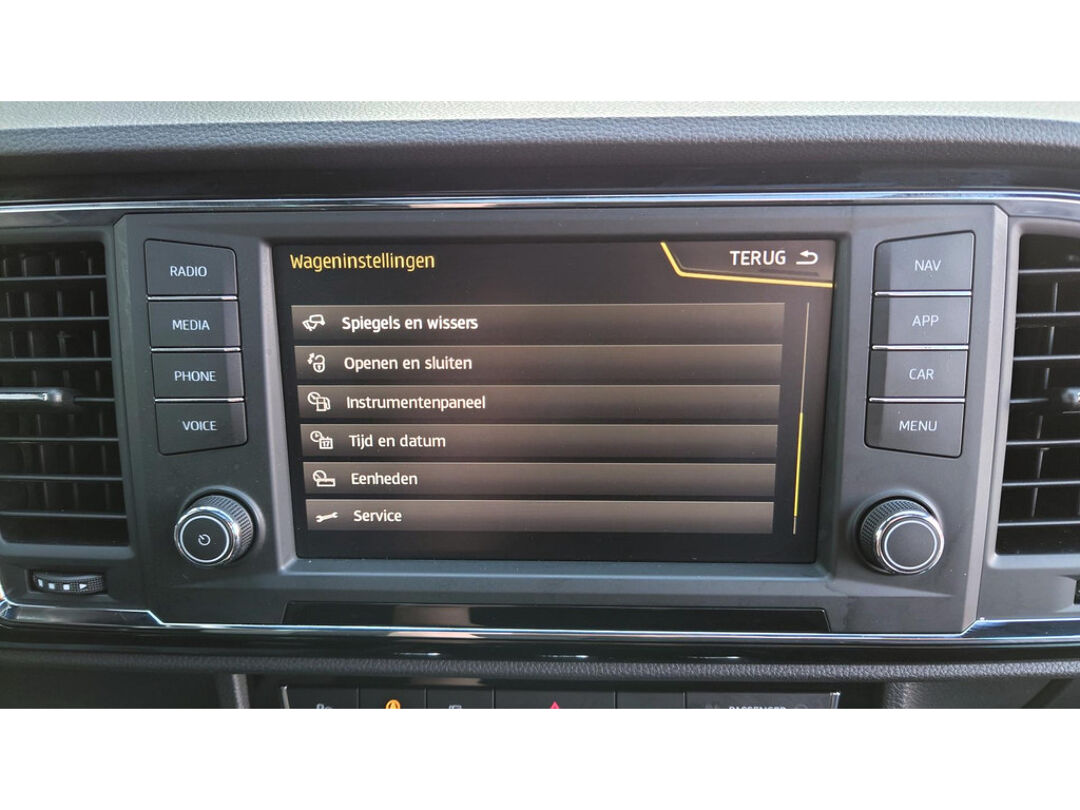 Wageninstellingen
TERUG
Spiegels en wissers
Openen en sluiten
Instrumentenpaneel
Tijd en datum
Eenheden
Service
RADIO
MEDIA
PHONE
VOICE
NAV
APP
CAR
MENU
PASSENGER